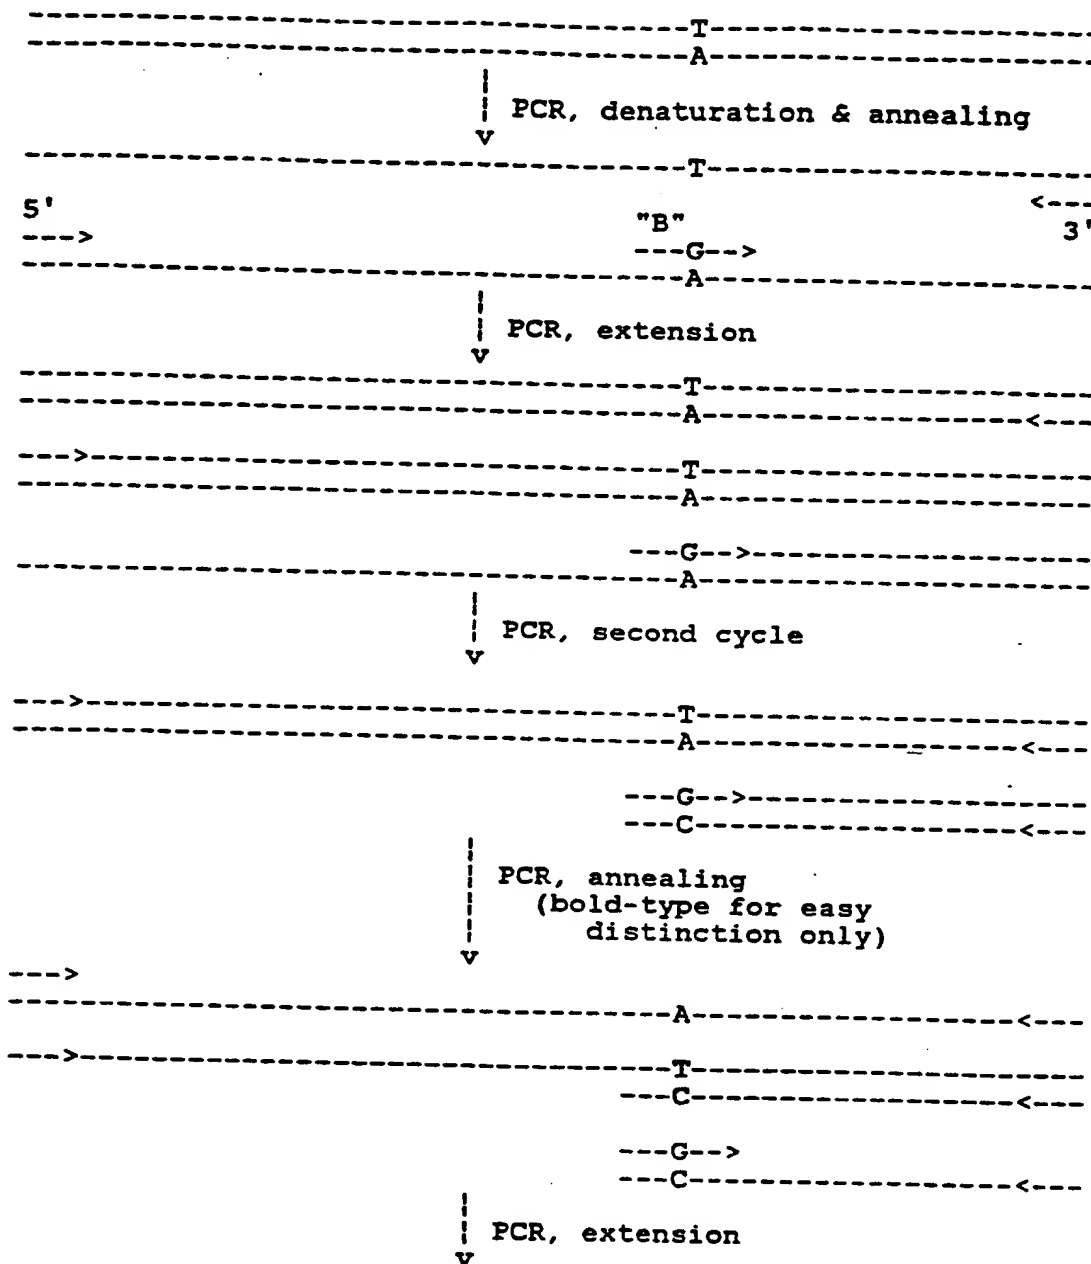 -----------------------------------------T-----------------------
-----------------------------------------A-----------------------
PCR, denaturation & annealing
v
-----------------------------------------T-----------------------
<---
5' "B" 3'
---> ---G-->
-----------------------------------------A-----------------------
PCR, extension
v
-----------------------------------------T-----------------------
-----------------------------------------A--------------------<---
--->-------------------------------------T-----------------------
-----------------------------------------A-----------------------
---G-->--------------------
-----------------------------------------A-----------------------
PCR, second cycle
v
--->-------------------------------------T-----------------------
-----------------------------------------A--------------------<---
---G-->--------------------
---C--------------------<---
PCR, annealing
(bold-type for easy
distinction only)
v
--->
-----------------------------------------A--------------------<---
--->-------------------------------------T-----------------------
---C--------------------<---
---G-->
---C--------------------<---
PCR, extension
v